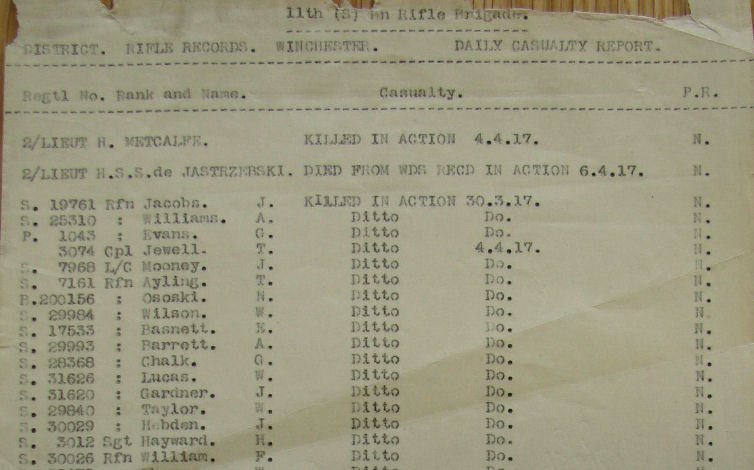 11th (S) Bn Rifle Brigade.
DISTRICT. RIFLE RECORDS. WINCHESTER. DAILY CASUALTY REPORT.
Regtl No. Rank and Name. Casualty. P.R.
2/LIEUT H. METCALFE. KILLED IN ACTION 4.4.17. N.
2/LIEUT H.S.S.de JASTRZEBSKI. DIED FROM WDS RECD IN ACTION 6.4.17. N.
S. 19761 Rfn Jacobs. J. KILLED IN ACTION 30.3.17. N.
S. 25310 : Williams. A. Ditto Do. N.
P. 1043 : Evans. G. Ditto Do. N.
3074 Cpl Jewell. T. Ditto 4.4.17. N.
S. 7968 L/C Mooney. J. Ditto Do. N.
S. 7161 Rfn Ayling. T. Ditto Do. N.
B.200156 : Ososki. N. Ditto Do. N.
S. 29984 : Wilson. W. Ditto Do. N.
S. 17533 : Basnett. E. Ditto Do. N.
S. 29993 : Barrett. A. Ditto Do. N.
S. 28368 : Chalk. G. Ditto Do. N.
S. 31626 : Lucas. W. Ditto Do. N.
S. 31620 : Gardner. J. Ditto Do. N.
S. 29840 : Taylor. W. Ditto Do. N.
S. 30029 : Hebden. J. Ditto Do. N.
S. 3012 Sgt Hayward. H. Ditto Do. N.
S. 30026 Rfn William. F. Ditto Do. N.